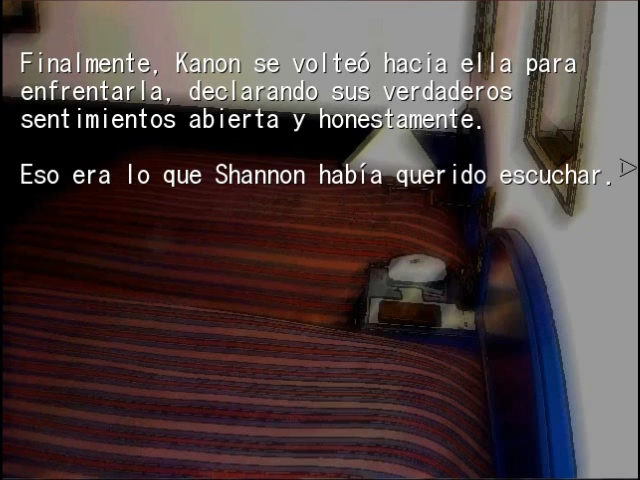 Finalmente, Kanon se volteó hacia ella para
enfrentarla, declarando sus verdaderos
sentimientos abierta y honestamente.
Eso era lo que Shannon había querido escuchar.